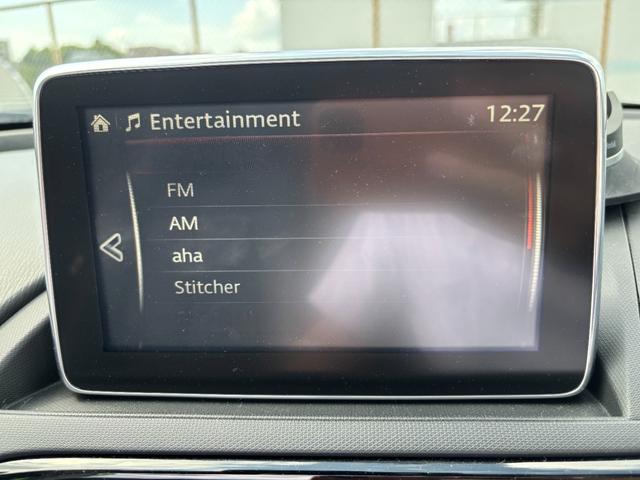 Entertainment
12:27
FM
AM
aha
Stitcher